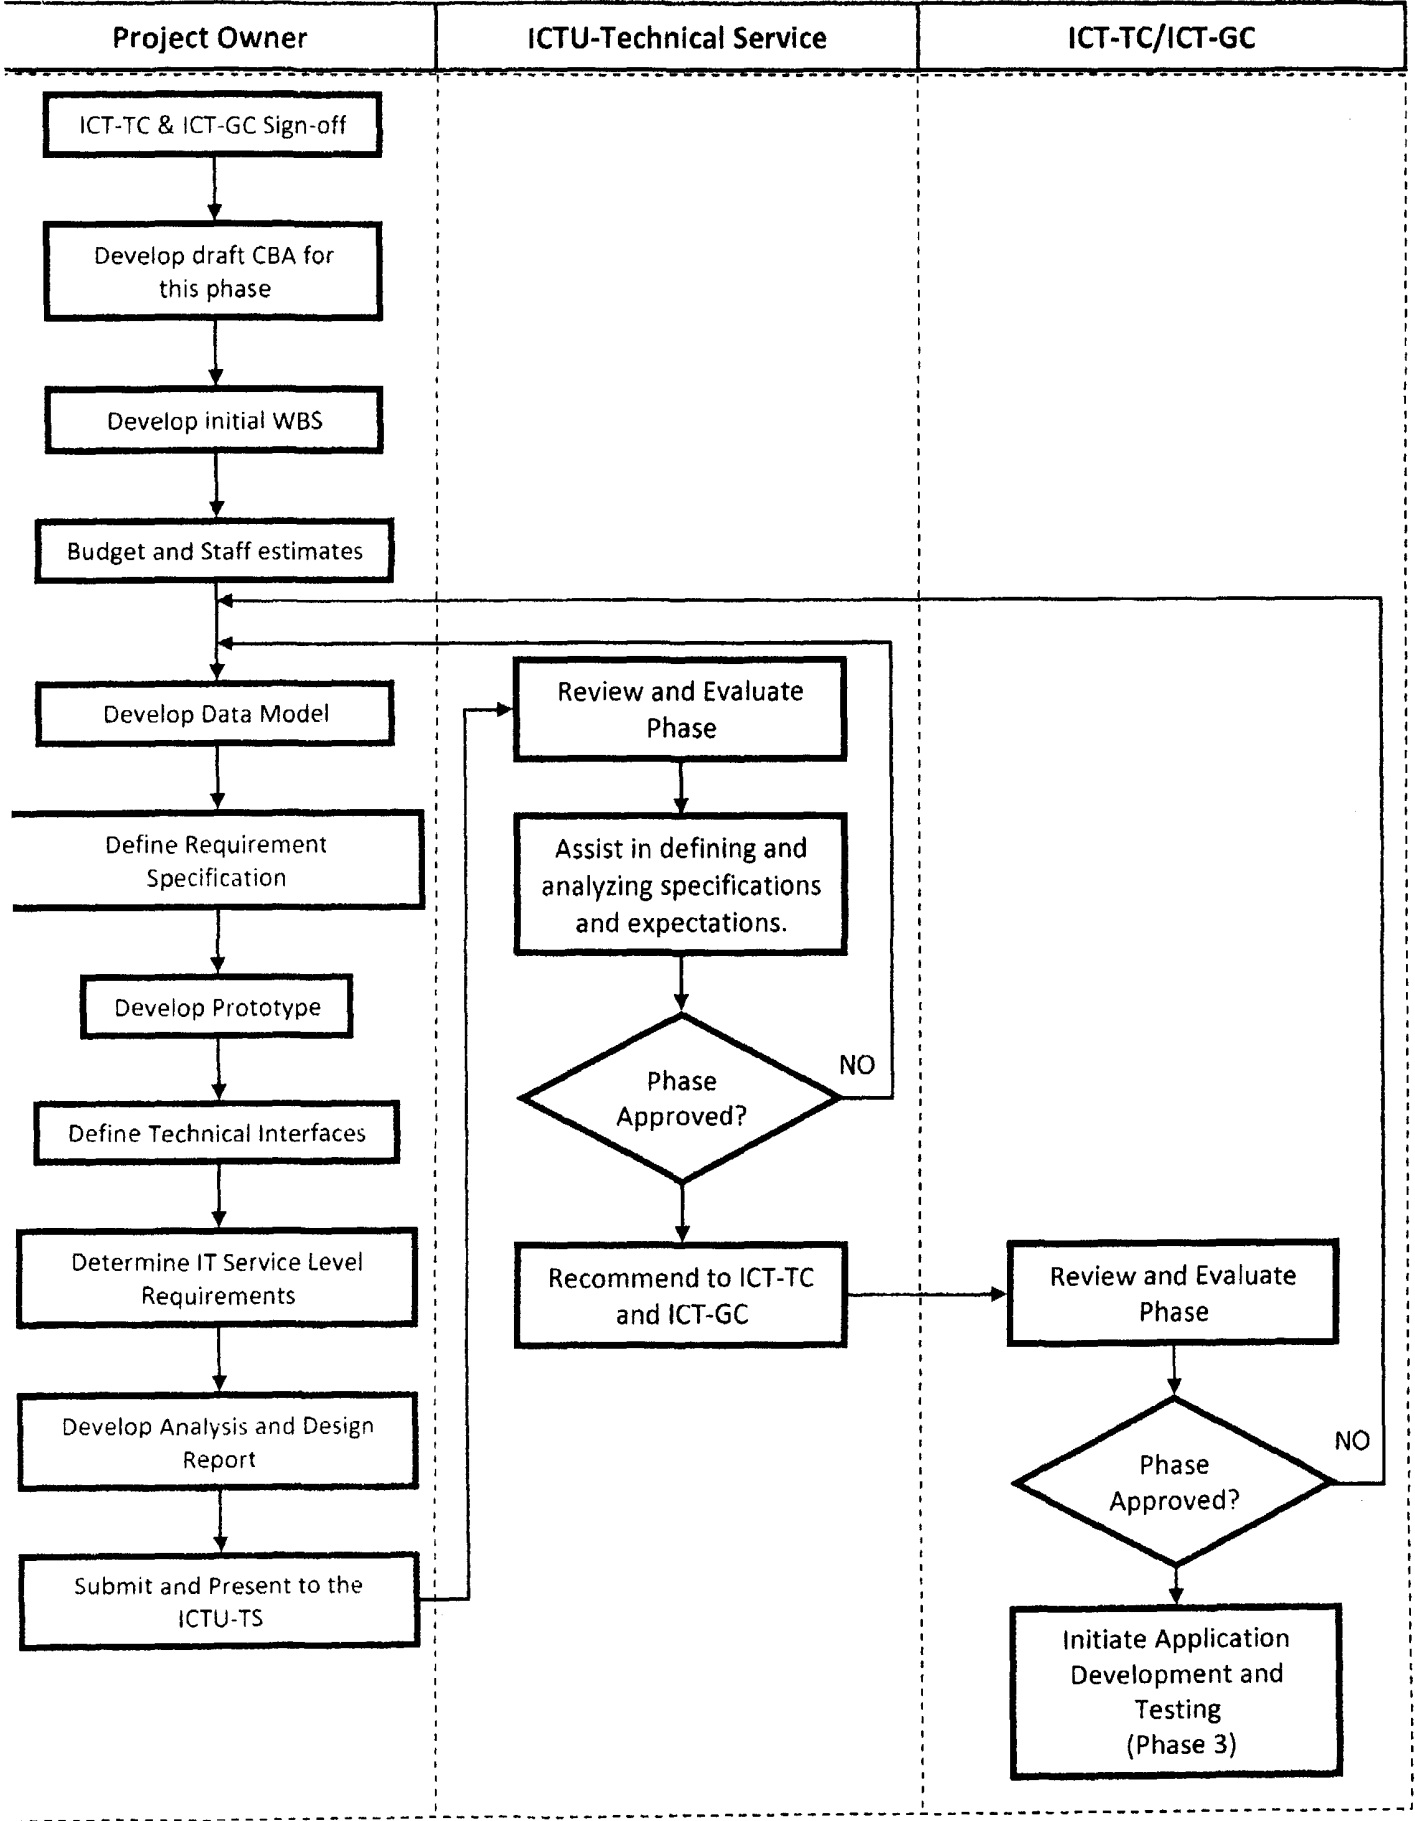 Project Owner
ICTU-Technical Service
ICT-TC/ICT-GC
ICT-TC & ICT-GC Sign-off
Develop draft CBA for
this phase
Develop initial WBS
Budget and Staff estimates
Develop Data Model
Define Requirement
Specification
Develop Prototype
Define Technical Interfaces
Determine IT Service Level
Requirements
Develop Analysis and Design
Report
Submit and Present to the
ICTU-TS
Review and Evaluate
Phase
Assist in defining and
analyzing specifications
and expectations.
Phase
Approved?
NO
Recommend to ICT-TC
and ICT-GC
Review and Evaluate
Phase
Phase
Approved?
NO
Initiate Application
Development and
Testing
(Phase 3)